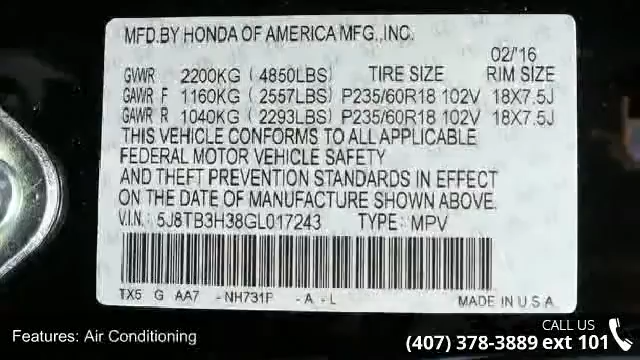 MFD.BY HONDA OF AMERICA MFG.,INC.
02/'16
GVWR 2200KG ( 4850LBS) TIRE SIZE RIM SIZE
GAWR F 1160KG ( 2557LBS) P235/60R18 102V 18X7.5J
GAWR R 1040KG ( 2293LBS) P235/60R18 102V 18X7.5J
THIS VEHICLE CONFORMS TO ALL APPLICABLE
FEDERAL MOTOR VEHICLE SAFETY
AND THEFT PREVENTION STANDARDS IN EFFECT
ON THE DATE OF MANUFACTURE SHOWN ABOVE.
V.I.N.: 5J8TB3H38GL017243 TYPE: MPV
TX5 G AA7 - NH731P - A - L MADE IN U.S.A.
Features: Air Conditioning
CALL US
(407) 378-3889 ext 101